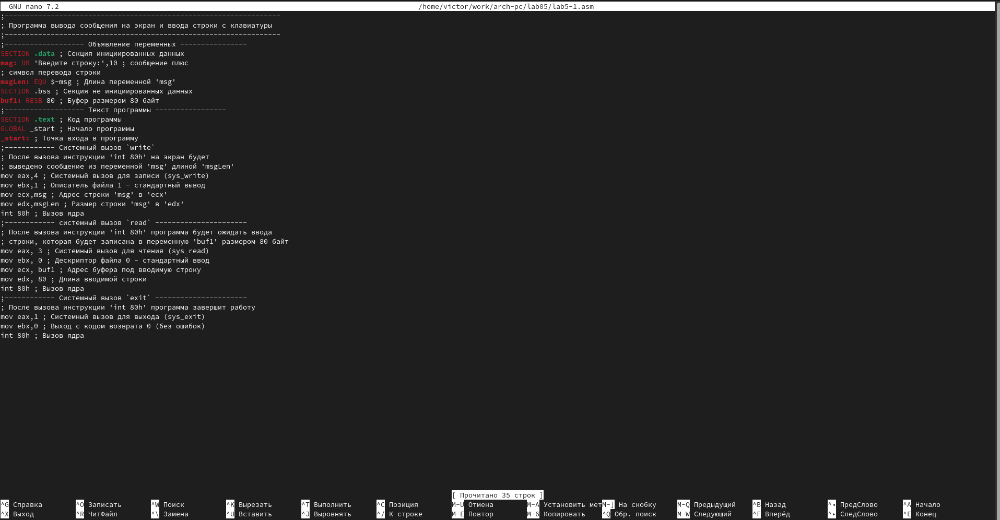 GNU nano 7.2 /home/victor/work/arch-pc/lab05/lab5-1.asm
;------------------------------------------------------------------
; Программа вывода сообщения на экран и ввода строки с клавиатуры
;------------------------------------------------------------------
;------------------- Объявление переменных ----------------
SECTION .data ; Секция инициированных данных
msg: DB 'Введите строку:',10 ; сообщение плюс
; символ перевода строки
msgLen: EQU $-msg ; Длина переменной 'msg'
SECTION .bss ; Секция не инициированных данных
buf1: RESB 80 ; Буфер размером 80 байт
;------------------- Текст программы -----------------
SECTION .text ; Код программы
GLOBAL _start ; Начало программы
_start: ; Точка входа в программу
;------------ Системный вызов `write`
; После вызова инструкции 'int 80h' на экран будет
; выведено сообщение из переменной 'msg' длиной 'msgLen'
mov eax,4 ; Системный вызов для записи (sys_write)
mov ebx,1 ; Описатель файла 1 - стандартный вывод
mov ecx,msg ; Адрес строки 'msg' в 'ecx'
mov edx,msgLen ; Размер строки 'msg' в 'edx'
int 80h ; Вызов ядра
;------------ системный вызов `read` ----------------------
; После вызова инструкции 'int 80h' программа будет ожидать ввода
; строки, которая будет записана в переменную 'buf1' размером 80 байт
mov eax, 3 ; Системный вызов для чтения (sys_read)
mov ebx, 0 ; Дескриптор файла 0 - стандартный ввод
mov ecx, buf1 ; Адрес буфера под вводимую строку
mov edx, 80 ; Длина вводимой строки
int 80h ; Вызов ядра
;------------ Системный вызов `exit` ----------------------
; После вызова инструкции 'int 80h' программа завершит работу
mov eax,1 ; Системный вызов для выхода (sys_exit)
mov ebx,0 ; Выход с кодом возврата 0 (без ошибок)
int 80h ; Вызов ядра
[ Прочитано 35 строк ]
^G Справка ^O Записать ^W Поиск ^K Вырезать ^T Выполнить ^C Позиция M-U Отмена M-A Установить мет M-] На скобку M-Q Предыдущий ^B Назад ^◂ ПредСлово ^A Начало
^X Выход ^R ЧитФайл ^\ Замена ^U Вставить ^J Выровнять ^/ К строке M-E Повтор M-6 Копировать ^Q Обр. поиск M-W Следующий ^F Вперёд ^▸ СледСлово ^E Конец